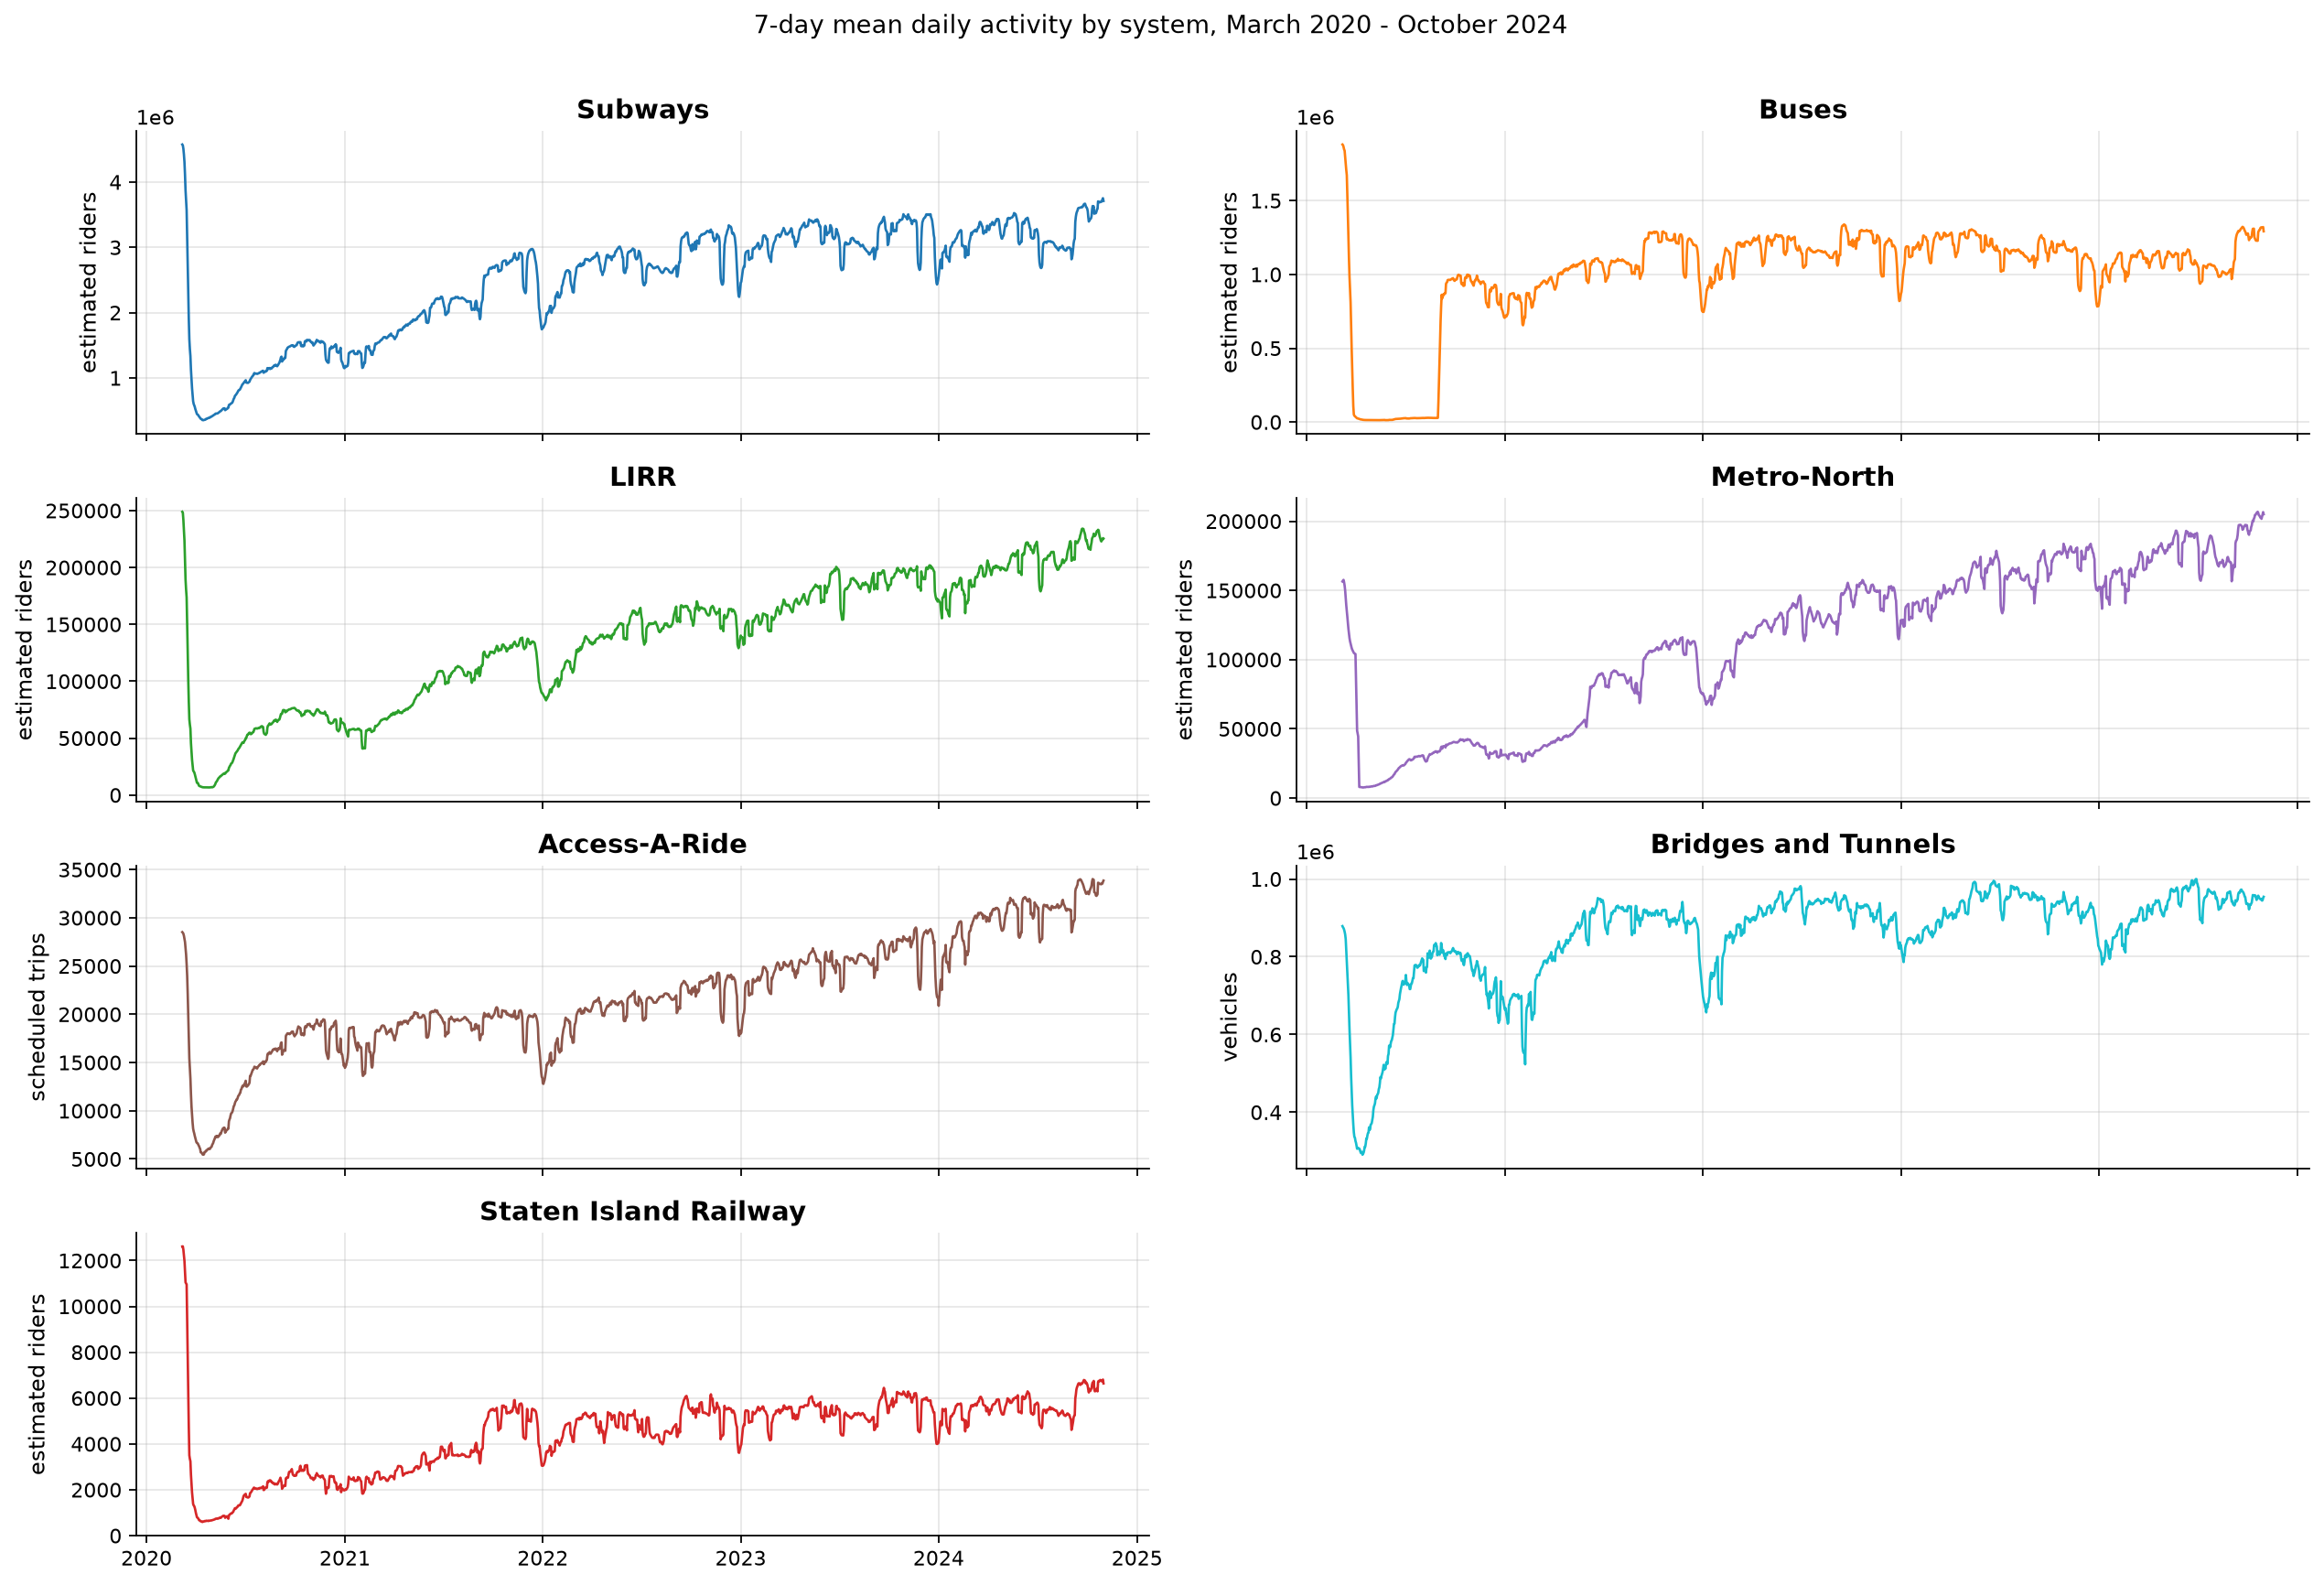 7-day mean daily activity by system, March 2020 - October 2024
Subways
1e6
estimated riders
4
3
2
1
Buses
1e6
estimated riders
1.5
1.0
0.5
0.0
LIRR
estimated riders
250000
200000
150000
100000
50000
0
Metro-North
estimated riders
200000
150000
100000
50000
0
Access-A-Ride
scheduled trips
35000
30000
25000
20000
15000
10000
5000
Bridges and Tunnels
1e6
vehicles
1.0
0.8
0.6
0.4
Staten Island Railway
estimated riders
12000
10000
8000
6000
4000
2000
0
2020 2021 2022 2023 2024 2025